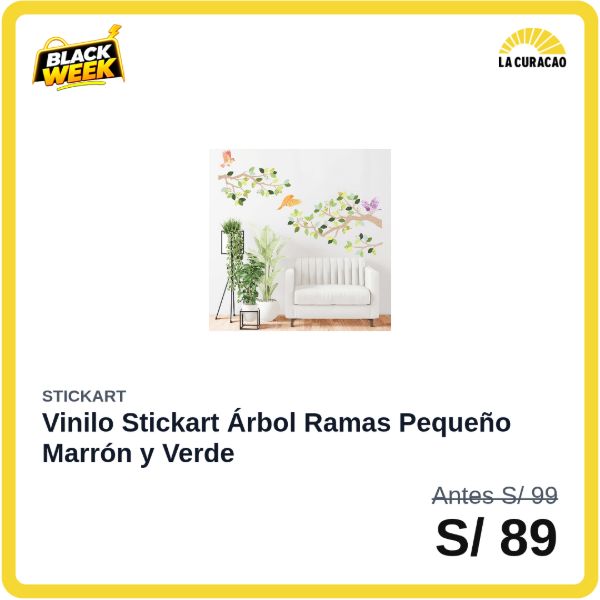 BLACK
WEEK
LA CURACAO
STICKART
Vinilo Stickart Árbol Ramas Pequeño
Marrón y Verde
Antes S/ 99
S/ 89